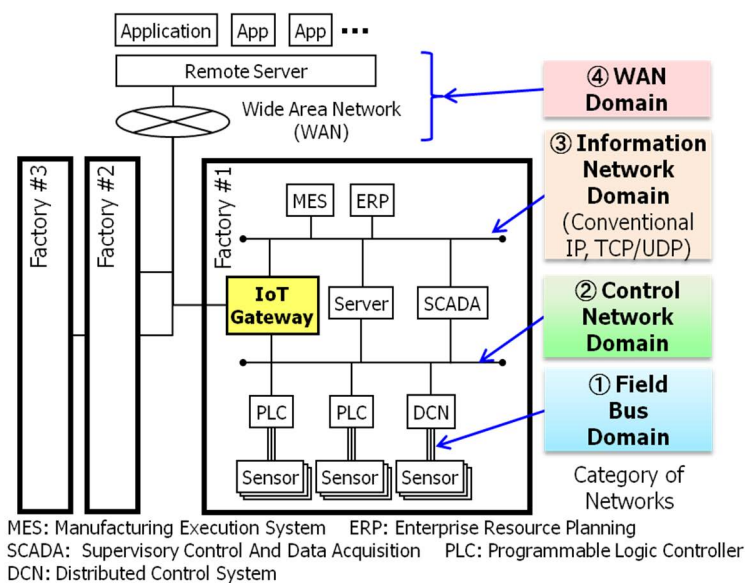 Application App App •••
Remote Server
Wide Area Network
(WAN)
④ WAN
Domain
③ Information
Network
Domain
(Conventional
IP, TCP/UDP)
② Control
Network
Domain
① Field
Bus
Domain
Category of
Networks
Factory #3
Factory #2
Factory #1
MES ERP
IoT
Gateway
Server SCADA
PLC PLC DCN
Sensor Sensor Sensor
MES: Manufacturing Execution System ERP: Enterprise Resource Planning
SCADA: Supervisory Control And Data Acquisition PLC: Programmable Logic Controller
DCN: Distributed Control System